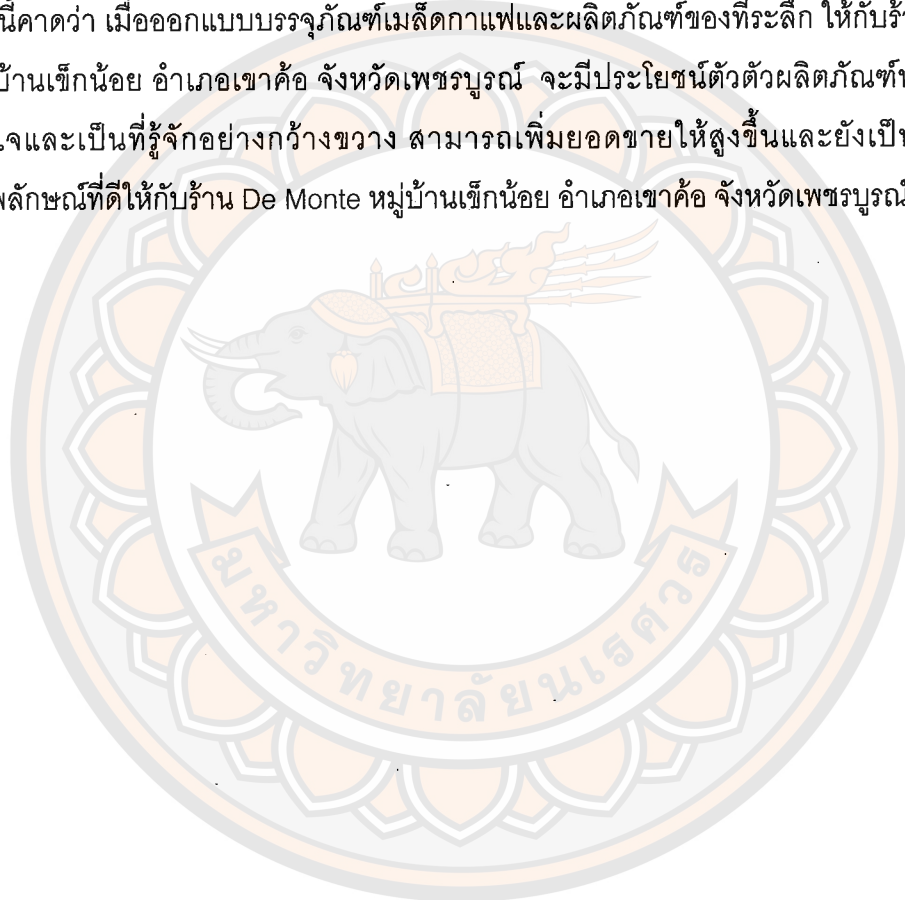 นี้คาดว่า เมื่อออกแบบบรรจุภัณฑ์เมล็ดกาแฟและผลิตภัณฑ์ของที่ระลึก ให้กับร้
บ้านเข็กน้อย อำเภอเขาค้อ จังหวัดเพชรบูรณ์ จะมีประโยชน์ตัวตัวผลิตภัณฑ์
จและเป็นที่รู้จักอย่างกว้างขวาง สามารถเพิ่มยอดขายให้สูงขึ้นและยังเป็น
พลักษณ์ที่ดีให้กับร้าน De Monte หมู่บ้านเข็กน้อย อำเภอเขาค้อ จังหวัดเพชรบูรณ์
มหาวิทยาลัยนเรศวร